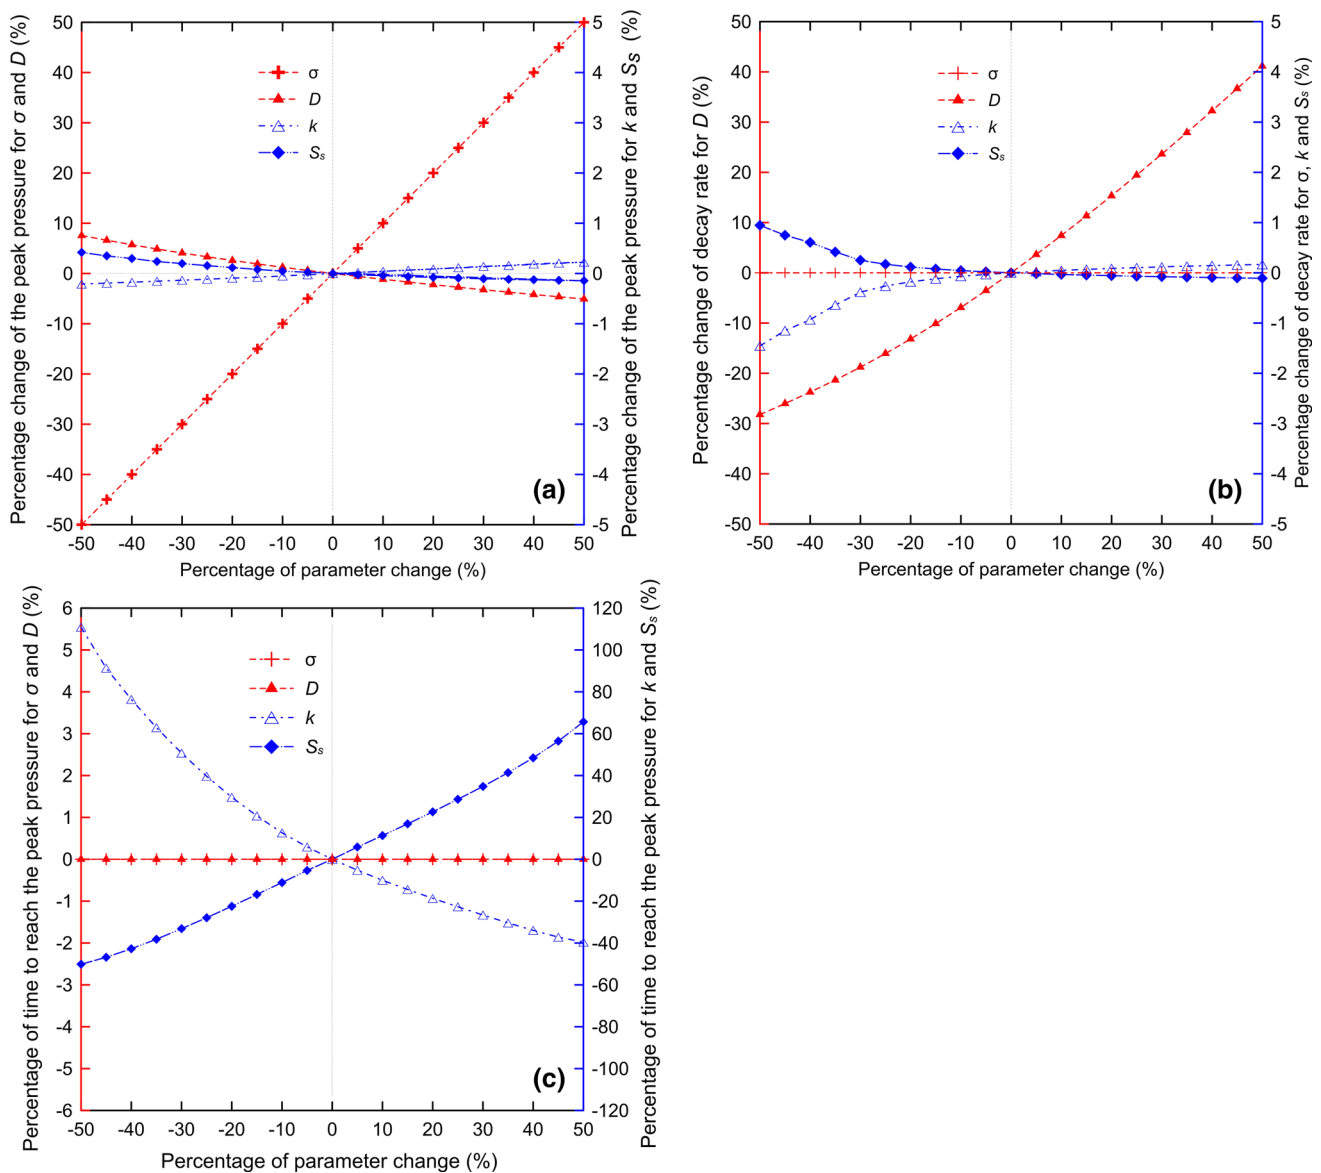 Percentage change of the peak pressure for σ and D (%)
50
40
30
20
10
0
-10
-20
-30
-40
-50
σ
D
k
Ss
(a)
5
4
3
2
1
0
-1
-2
-3
-4
-5
Percentage change of the peak pressure for k and Ss (%)
-50 -40 -30 -20 -10 0 10 20 30 40 50
Percentage of parameter change (%)
Percentage change of decay rate for D (%)
50
40
30
20
10
0
-10
-20
-30
-40
-50
σ
D
k
Ss
(b)
5
4
3
2
1
0
-1
-2
-3
-4
-5
Percentage change of decay rate for σ, k and Ss (%)
-50 -40 -30 -20 -10 0 10 20 30 40 50
Percentage of parameter change (%)
Percentage of time to reach the peak pressure for σ and D (%)
6
5
4
3
2
1
0
-1
-2
-3
-4
-5
-6
σ
D
k
Ss
(c)
120
100
80
60
40
20
0
-20
-40
-60
-80
-100
-120
Percentage of time to reach the peak pressure for k and Ss (%)
-50 -40 -30 -20 -10 0 10 20 30 40 50
Percentage of parameter change (%)